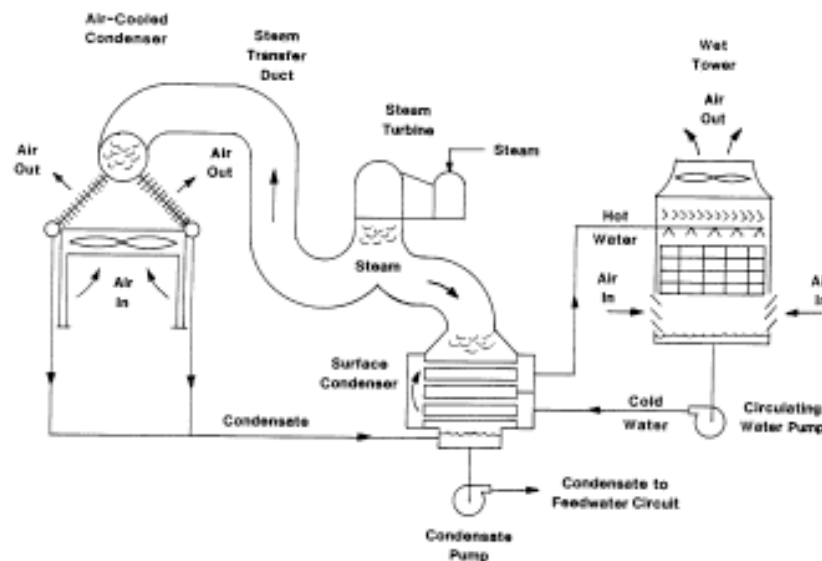 Air-Cooled
Condenser
Steam
Transfer
Duct
Wet
Tower
Steam
Turbine
Air
Out
Steam
Air
Out
Air
Out
Hot
Water
Steam
Air
In
Air
In
Surface
Condenser
Cold
Water
Circulating
Water Pump
Condensate
Condensate to
Feedwater Circuit
Condensate
Pump